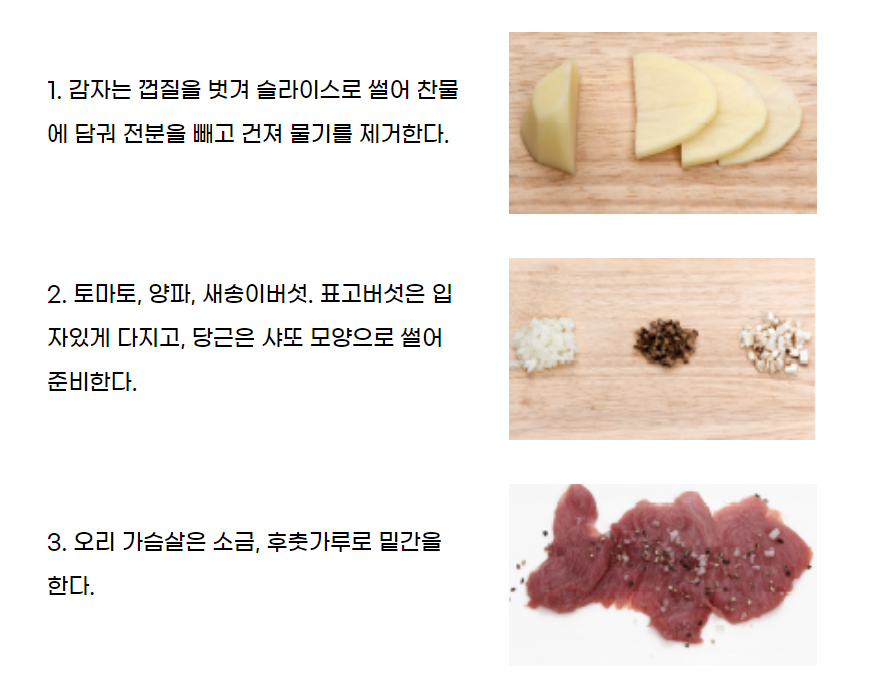 1. 감자는 껍질을 벗겨 슬라이스로 썰어 찬물
에 담궈 전분을 빼고 건져 물기를 제거한다.
2. 토마토, 양파, 새송이버섯. 표고버섯은 입
자있게 다지고, 당근은 샤또 모양으로 썰어
준비한다.
3. 오리 가슴살은 소금, 후춧가루로 밑간을
한다.